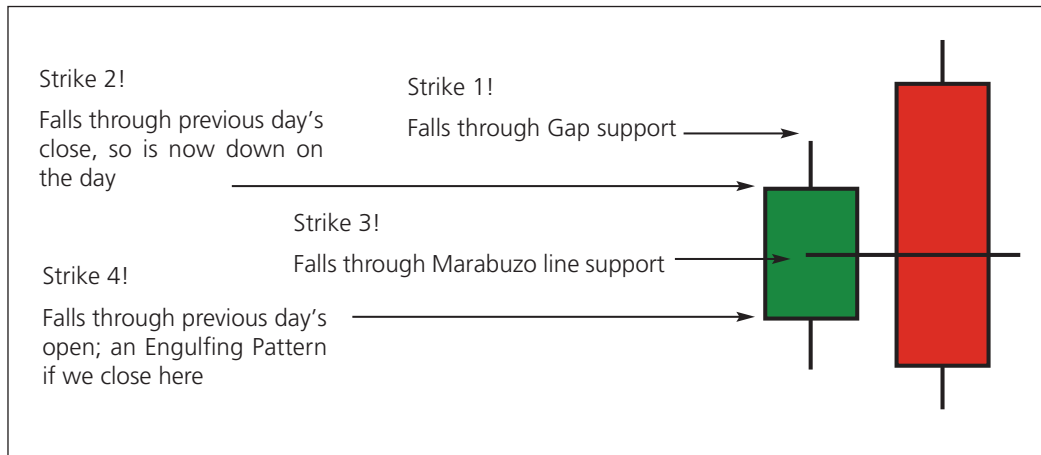 Strike 2!
Falls through previous day's
close, so is now down on
the day
Strike 1!
Falls through Gap support
Strike 3!
Falls through Marabuzo line support
Strike 4!
Falls through previous day's
open; an Engulfing Pattern
if we close here